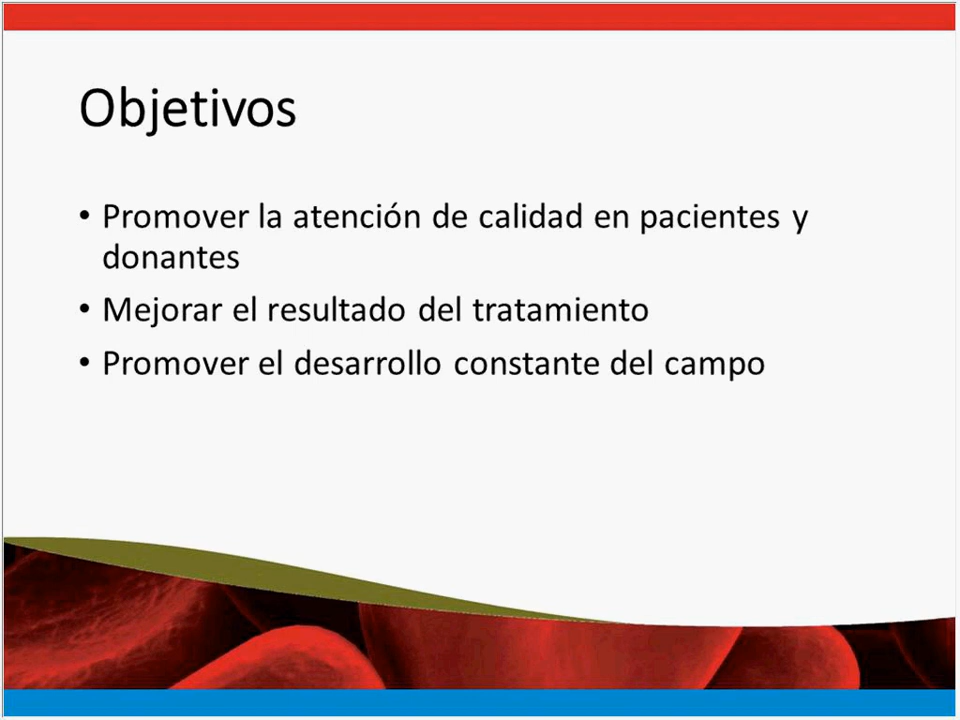 Objetivos
• Promover la atención de calidad en pacientes y
donantes
• Mejorar el resultado del tratamiento
• Promover el desarrollo constante del campo